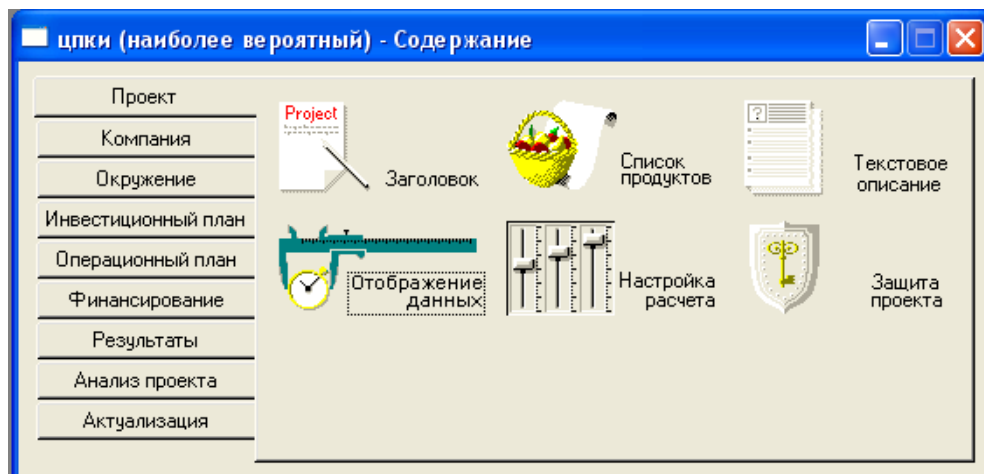 цпки (наиболее вероятный) - Содержание
Проект
Компания
Окружение
Инвестиционный план
Операционный план
Финансирование
Результаты
Анализ проекта
Актуализация
Project
Заголовок
Список
продуктов
?
Текстовое
описание
Отображение
данных
Настройка
расчета
Защита
проекта